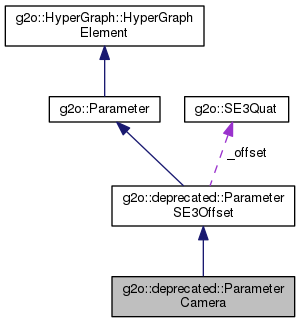 g2o::HyperGraph::HyperGraph
Element
g2o::Parameter
g2o::SE3Quat
_offset
g2o::deprecated::Parameter
SE3Offset
g2o::deprecated::Parameter
Camera